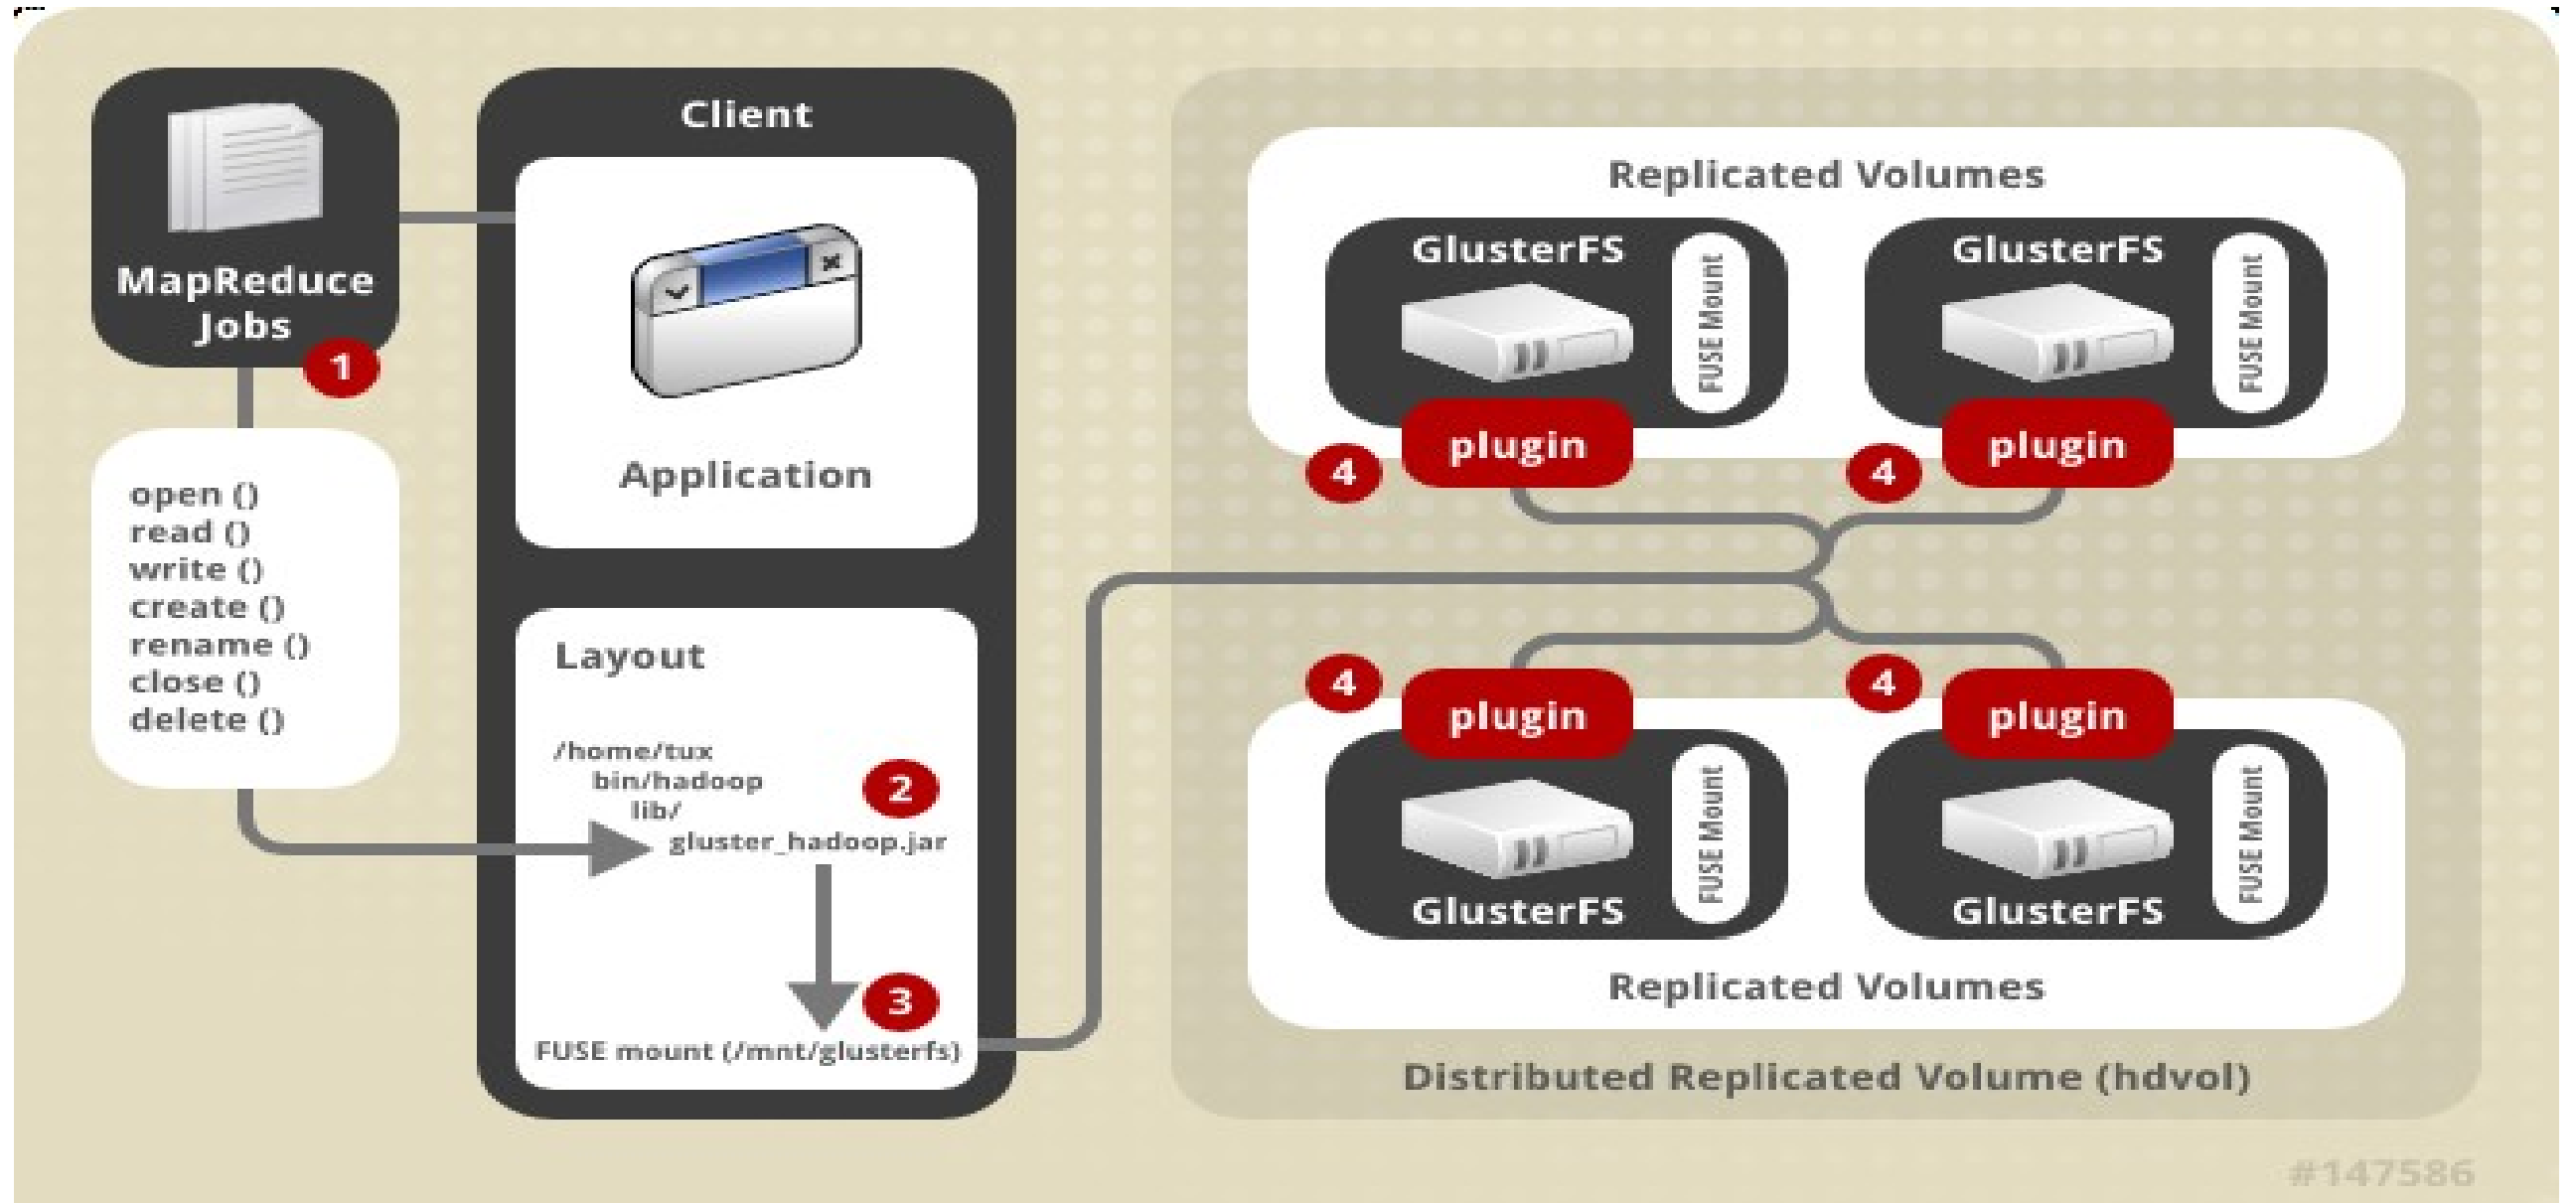 MapReduce
Jobs
1
open ()
read ()
write ()
create ()
rename ()
close ()
delete ()
Client
Application
Layout
/home/tux
bin/hadoop
lib/
gluster_hadoop.jar
2
3
FUSE mount (/mnt/glusterfs)
Replicated Volumes
GlusterFS
FUSE Mount
plugin
4
GlusterFS
FUSE Mount
plugin
4
4
plugin
FUSE Mount
GlusterFS
4
plugin
FUSE Mount
GlusterFS
Replicated Volumes
Distributed Replicated Volume (hdvol)
#147586